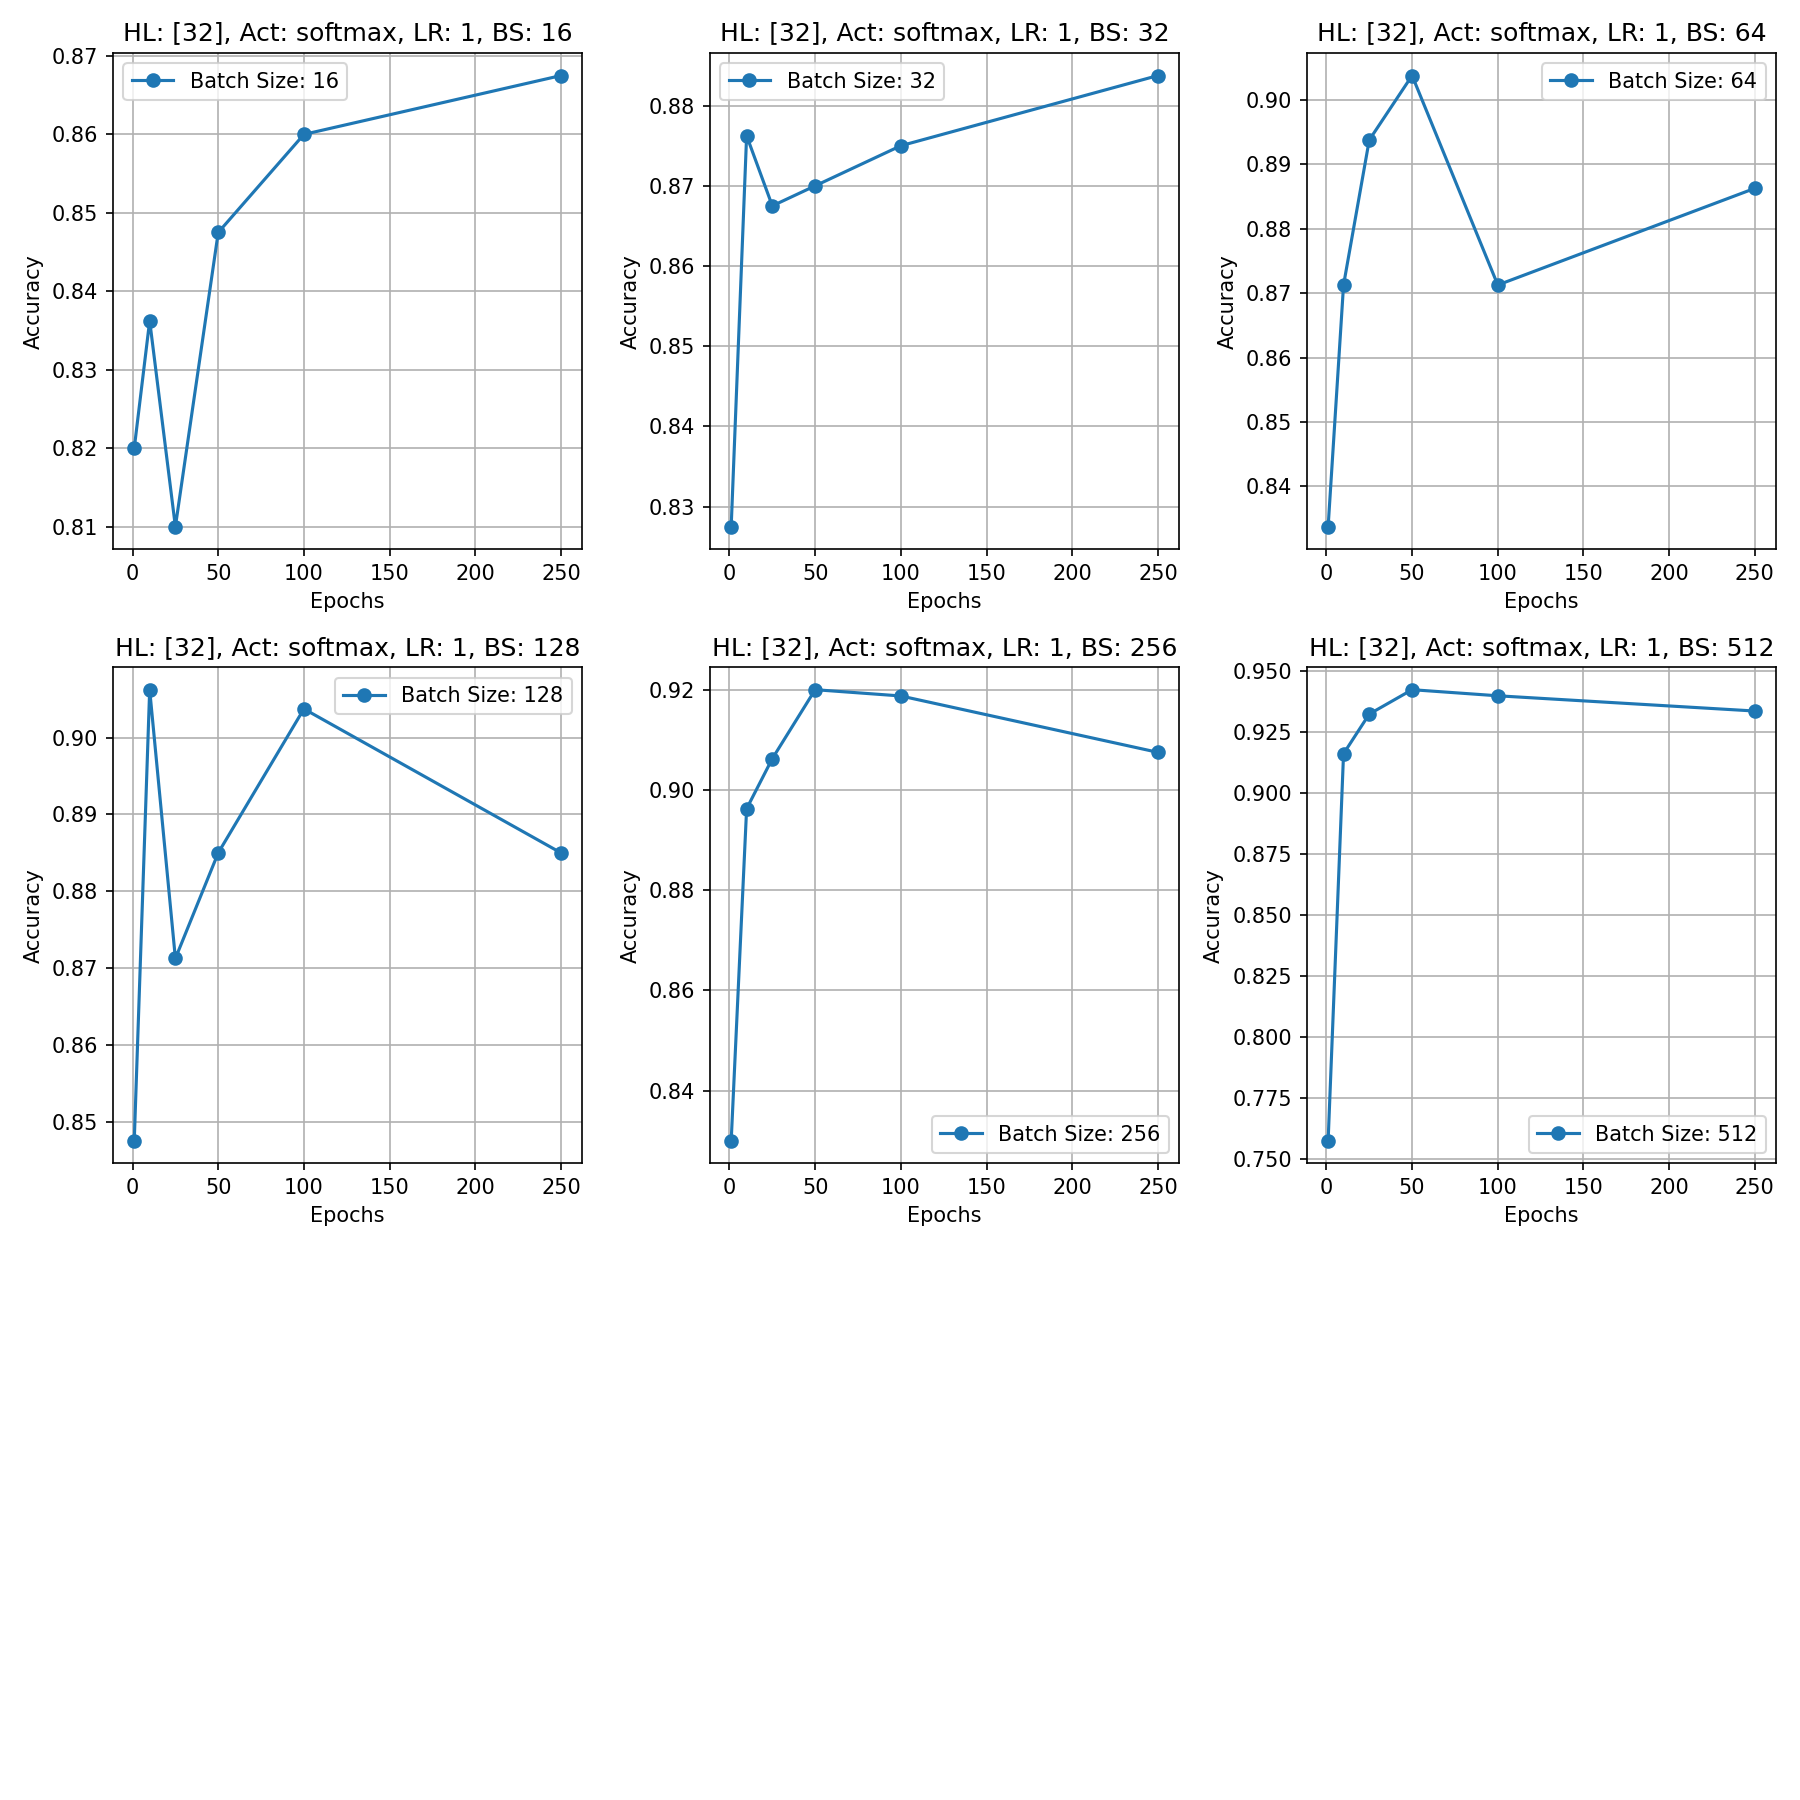 HL: [32], Act: softmax, LR: 1, BS: 16
Batch Size: 16
Accuracy
0.87
0.86
0.85
0.84
0.83
0.82
0.81
0 50 100 150 200 250
Epochs
HL: [32], Act: softmax, LR: 1, BS: 32
Batch Size: 32
Accuracy
0.88
0.87
0.86
0.85
0.84
0.83
0 50 100 150 200 250
Epochs
HL: [32], Act: softmax, LR: 1, BS: 64
Batch Size: 64
Accuracy
0.90
0.89
0.88
0.87
0.86
0.85
0.84
0 50 100 150 200 250
Epochs
HL: [32], Act: softmax, LR: 1, BS: 128
Batch Size: 128
Accuracy
0.90
0.89
0.88
0.87
0.86
0.85
0 50 100 150 200 250
Epochs
HL: [32], Act: softmax, LR: 1, BS: 256
Accuracy
0.92
0.90
0.88
0.86
0.84
Batch Size: 256
0 50 100 150 200 250
Epochs
HL: [32], Act: softmax, LR: 1, BS: 512
Accuracy
0.950
0.925
0.900
0.875
0.850
0.825
0.800
0.775
0.750
Batch Size: 512
0 50 100 150 200 250
Epochs